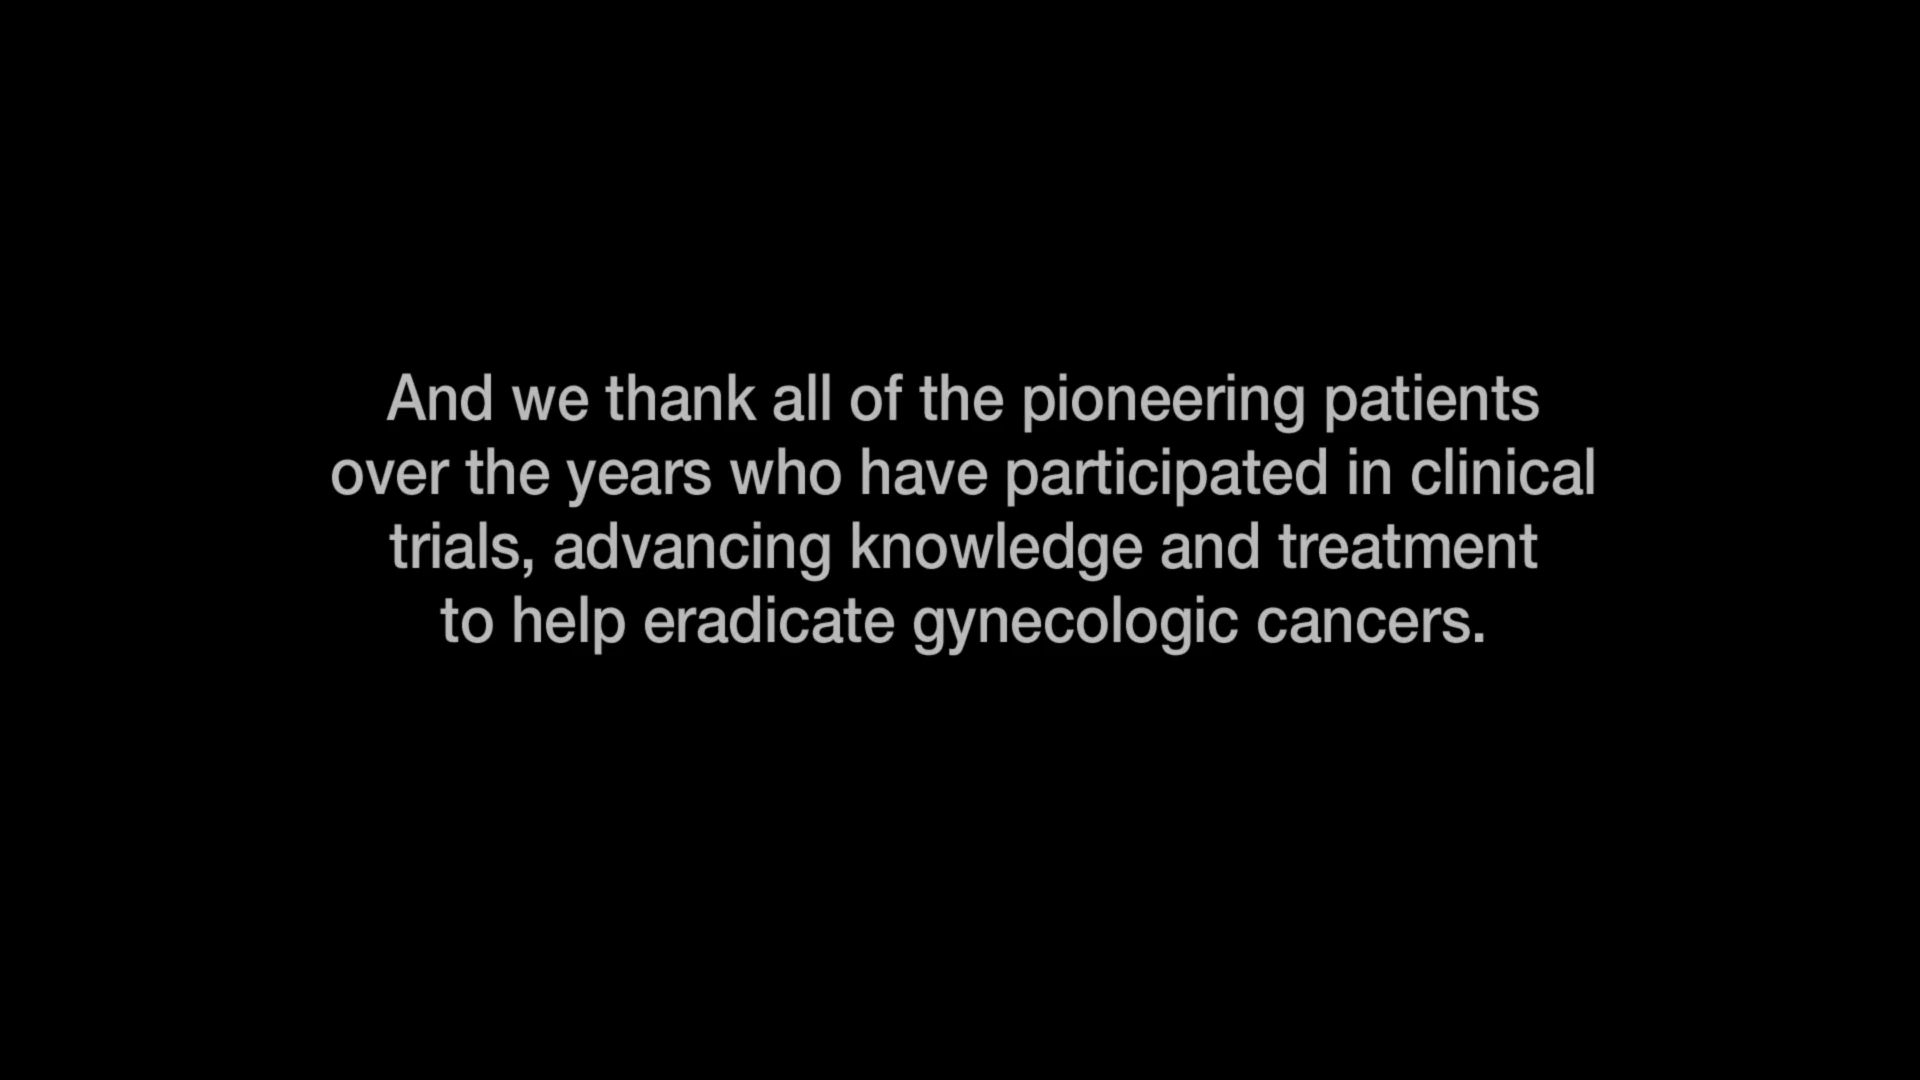 And we thank all of the pioneering patients
over the years who have participated in clinical
trials, advancing knowledge and treatment
to help eradicate gynecologic cancers.